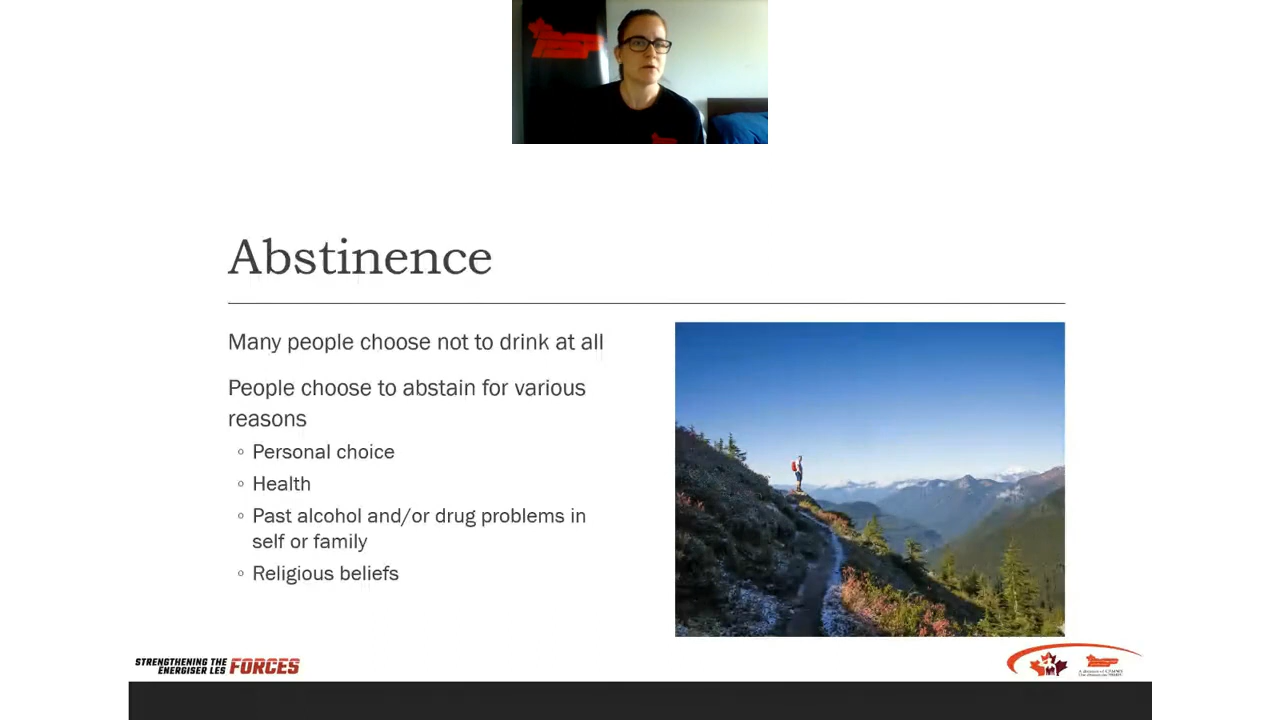 Abstinence
Many people choose not to drink at all
People choose to abstain for various
reasons
Personal choice
Health
Past alcohol and/or drug problems in
self or family
Religious beliefs
STRENGTHENING THE
ENERGISER LES FORCES